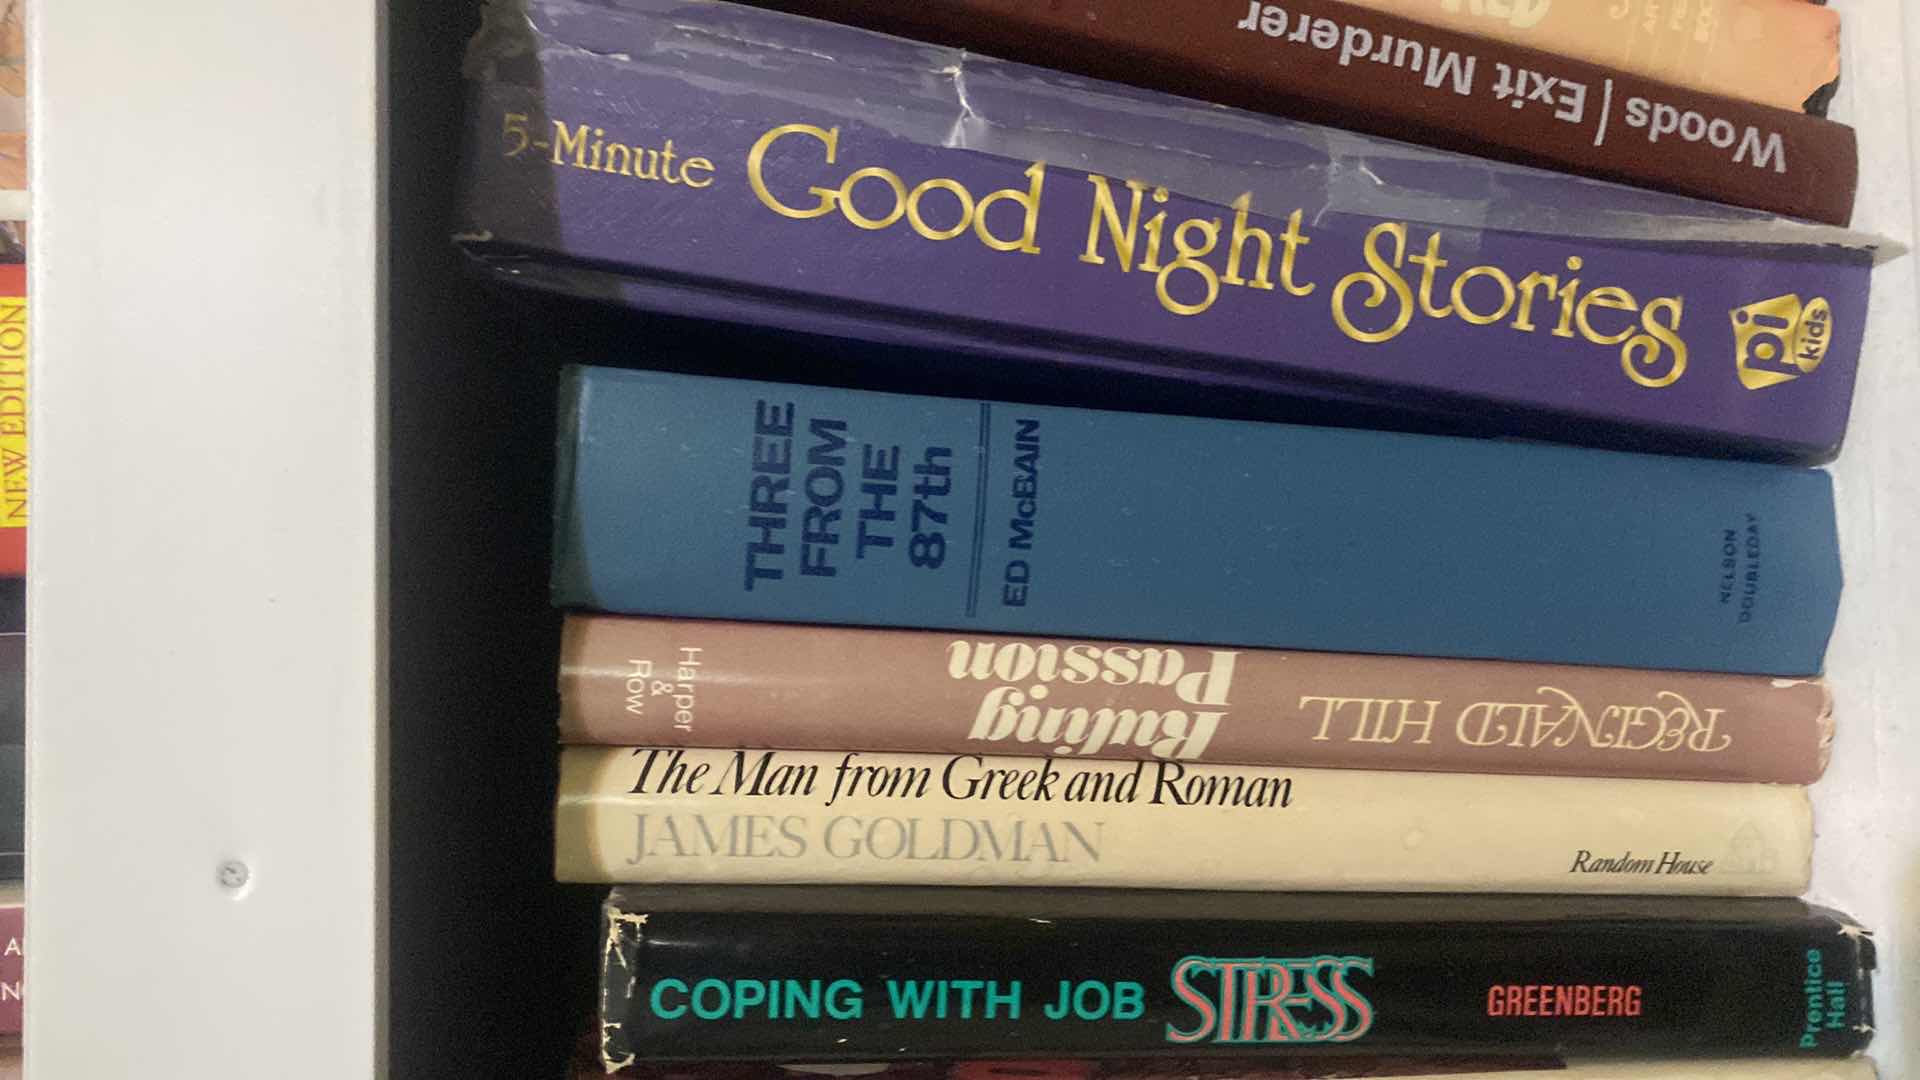 Woods | Exit Murderer
5-Minute Good Night Stories
pi
kids
THREE
FROM
THE
87th
ED McBAIN
NELSON
DOUBLEDAY
REGINALD HILL
Ruling
Passion
Harper
&
Row
The Man from Greek and Roman
JAMES GOLDMAN
Random House
COPING WITH JOB STRESS
GREENBERG
Prentice
Hall
NEW EDITION